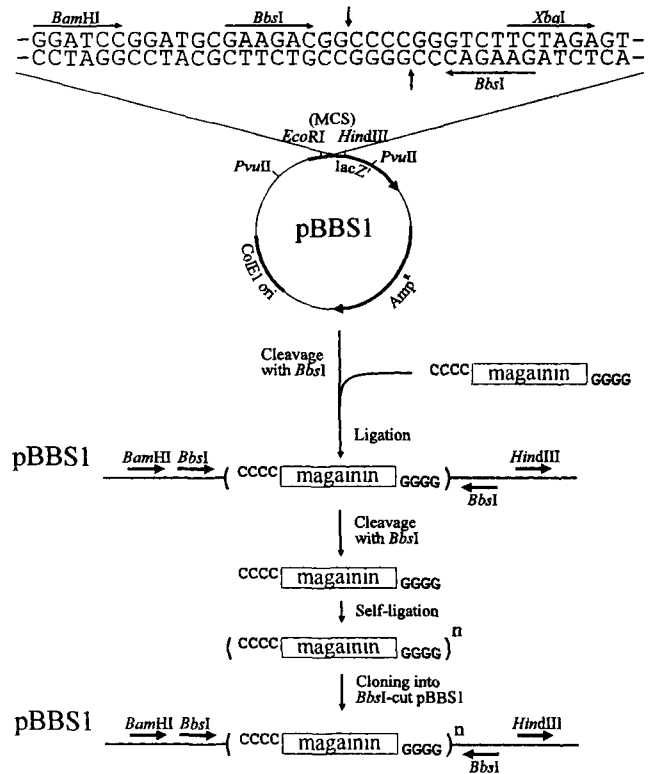 BamHI BbsI XbaI
-GGATCCGGATGCGAAGACGGCCCCCGGGTCTTCTAGAGT-
-CCTAGGCCTACGCTTCTGCCGGGGGCCCAGAAGATCTCA-
BbsI
(MCS)
EcoRI HindIII
PvuII lacZ' PvuII
pBBS1
ColE1 ori Amp^R
Cleavage
with BbsI
CCCC magainin GGGG
Ligation
pBBS1 BamHI BbsI ( CCCC magainin GGGG ) HindIII
BbsI
Cleavage
with BbsI
CCCC magainin GGGG
Self-ligation
( CCCC magainin GGGG ) n
Cloning into
BbsI-cut pBBS1
pBBS1 BamHI BbsI ( CCCC magainin GGGG ) n HindIII
BbsI